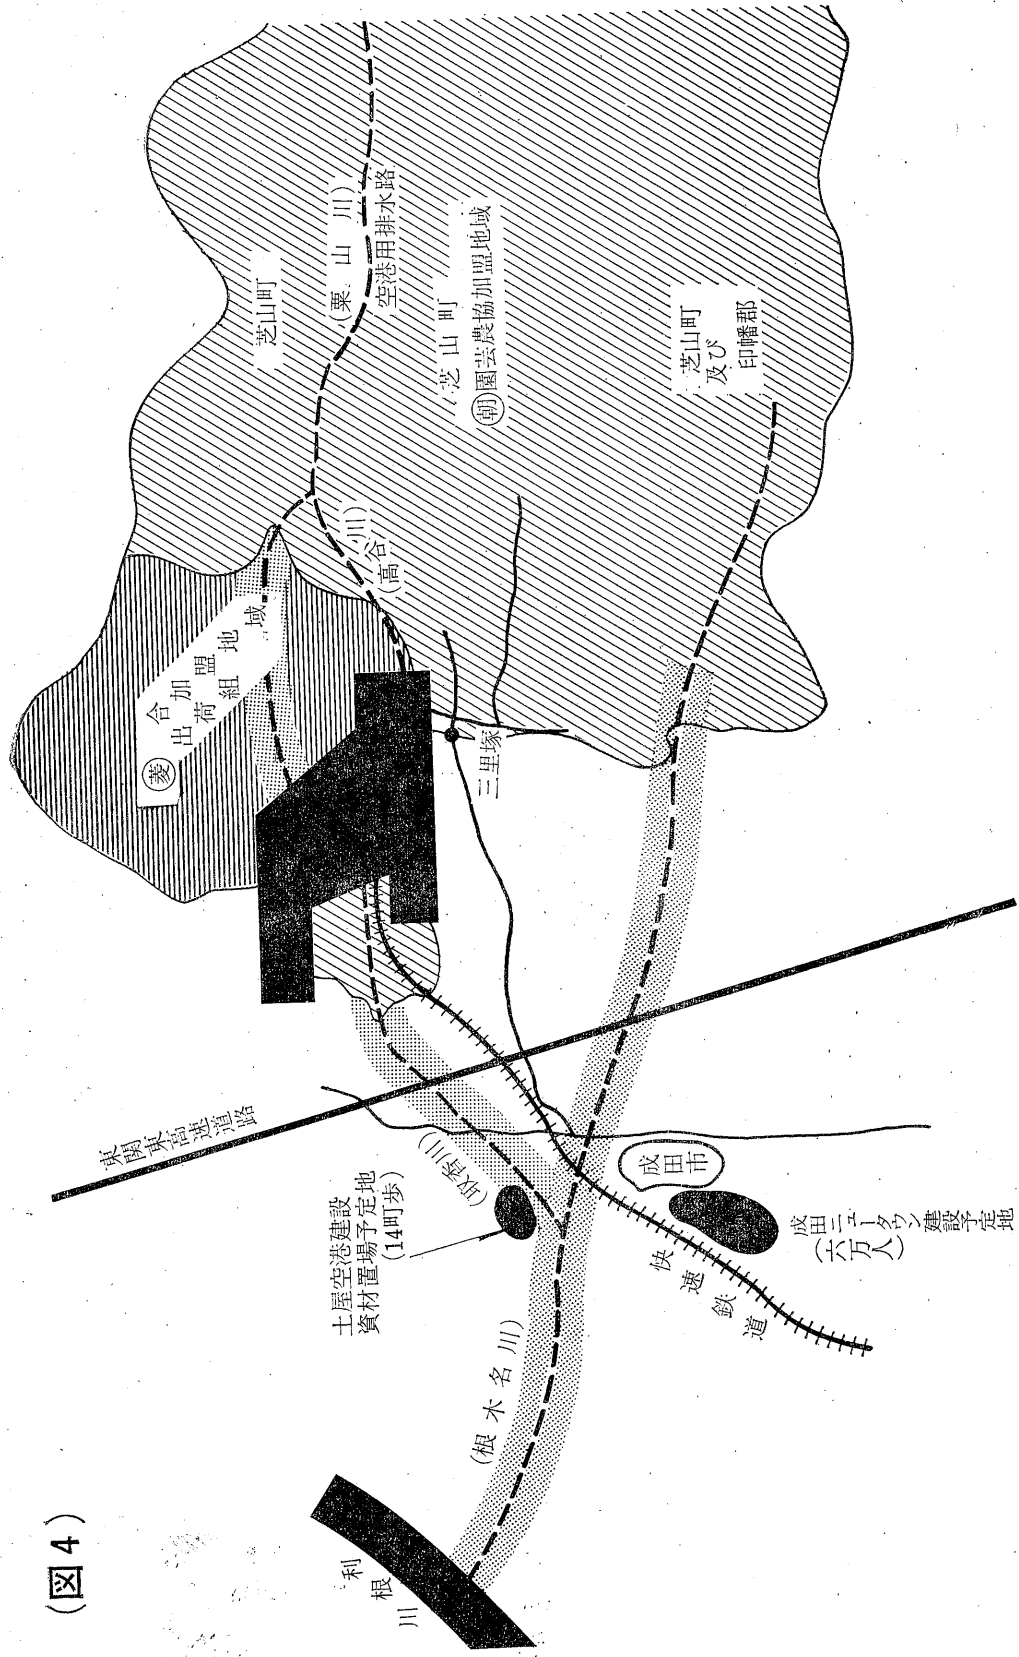 (図4)
利根川
(根木名川)
土屋空港建設
資材置場予定地
(14町歩)
(取香川)
東関東高速道路
快速鉄道
成田市
成田ニュータウン建設予定地
(六万人)
三里塚
菱
出荷組合加盟地域
(高谷川)
芝山町
(栗山川)
空港用排水路
芝山町
朝園芸農協加盟地域
芝山町
及び
印幡郡